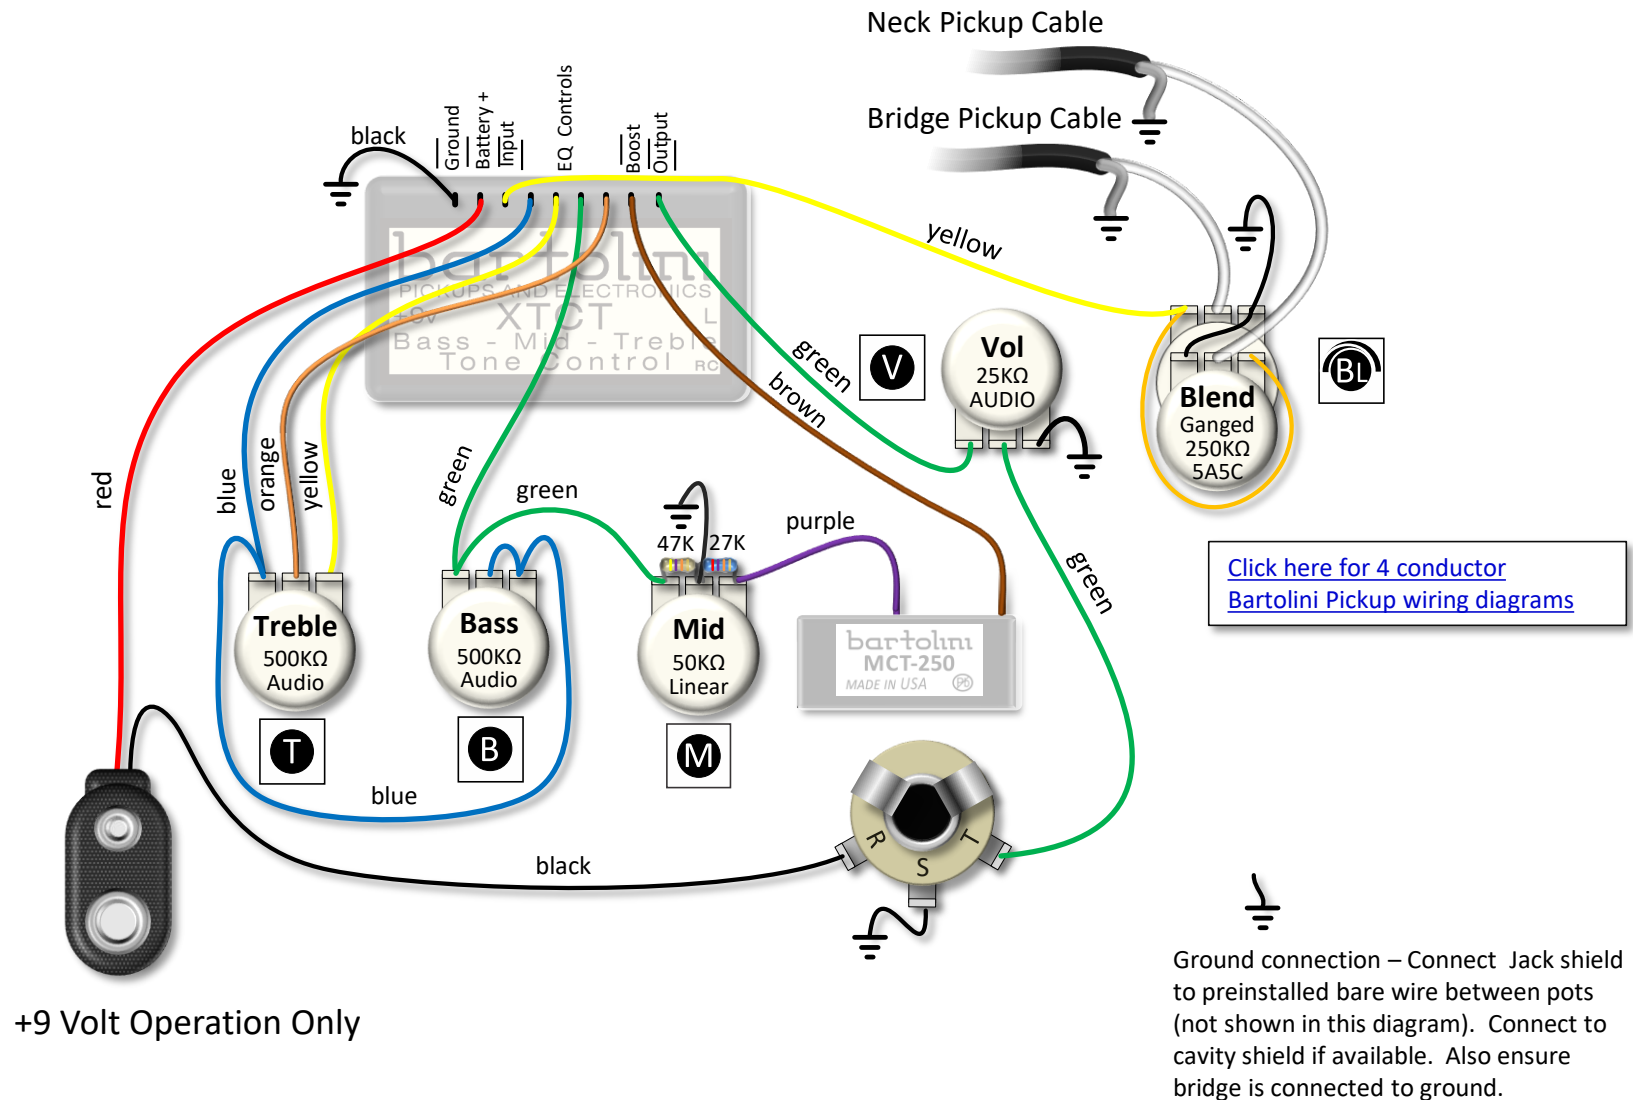 Neck Pickup Cable
Bridge Pickup Cable
black
Ground
Battery +
Input
EQ Controls
Boost
Output
bartolini
PICKUPS AND ELECTRONICS
+9v XTCT L
Bass - Mid - Treble
Tone Control RC
yellow
green
brown
V
Vol
25KΩ
AUDIO
BL
Blend
Ganged
250KΩ
5A5C
red
blue
orange
yellow
green
green
47K
27K
purple
green
Click here for 4 conductor
Bartolini Pickup wiring diagrams
Treble
500KΩ
Audio
Bass
500KΩ
Audio
Mid
50KΩ
Linear
bartolini
MCT-250
MADE IN USA
T
B
M
blue
black
R
S
T
+9 Volt Operation Only
Ground connection – Connect Jack shield
to preinstalled bare wire between pots
(not shown in this diagram). Connect to
cavity shield if available. Also ensure
bridge is connected to ground.